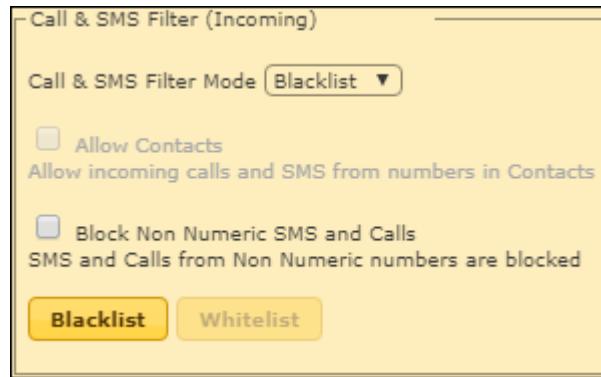 Call & SMS Filter (Incoming)
Call & SMS Filter Mode Blacklist ▼
Allow Contacts
Allow incoming calls and SMS from numbers in Contacts
Block Non Numeric SMS and Calls
SMS and Calls from Non Numeric numbers are blocked
Blacklist Whitelist